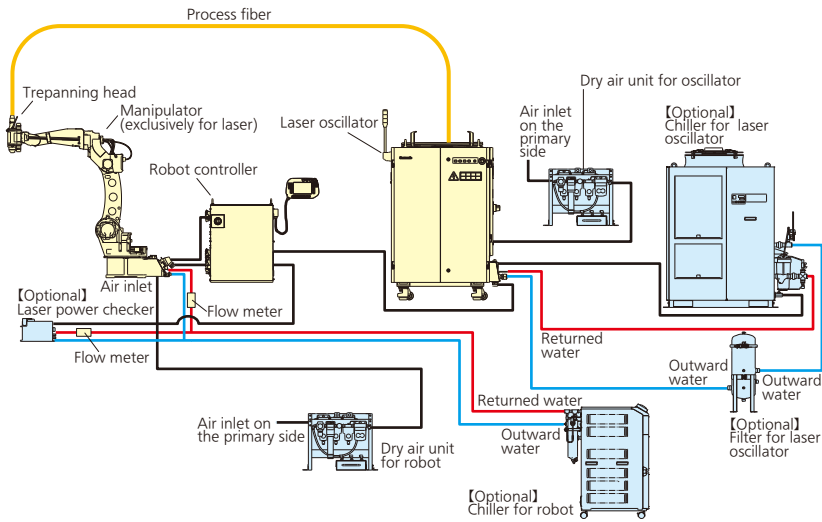 Process fiber
Trepanning head
Manipulator
(exclusively for laser)
Laser oscillator
Dry air unit for oscillator
Air inlet
on the
primary
side
【Optional】
Chiller for laser
oscillator
Robot controller
Air inlet
【Optional】
Laser power checker
Flow meter
Flow meter
Returned
water
Outward
water
Outward
water
【Optional】
Filter for laser
oscillator
Returned water
Outward
water
Air inlet on
the primary side
Dry air unit
for robot
【Optional】
Chiller for robot